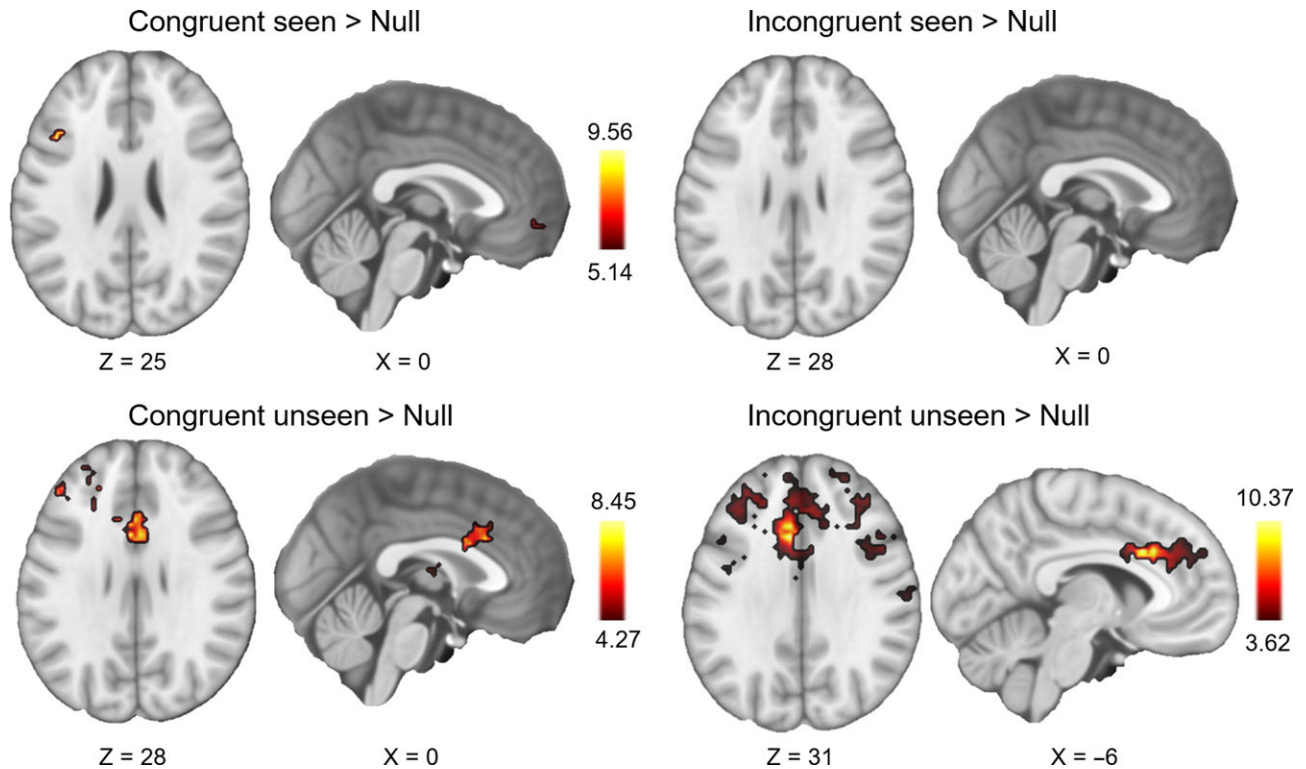 Congruent seen > Null
Incongruent seen > Null
9.56
5.14
Z = 25
X = 0
Z = 28
X = 0
Congruent unseen > Null
Incongruent unseen > Null
8.45
4.27
10.37
3.62
Z = 28
X = 0
Z = 31
X = –6